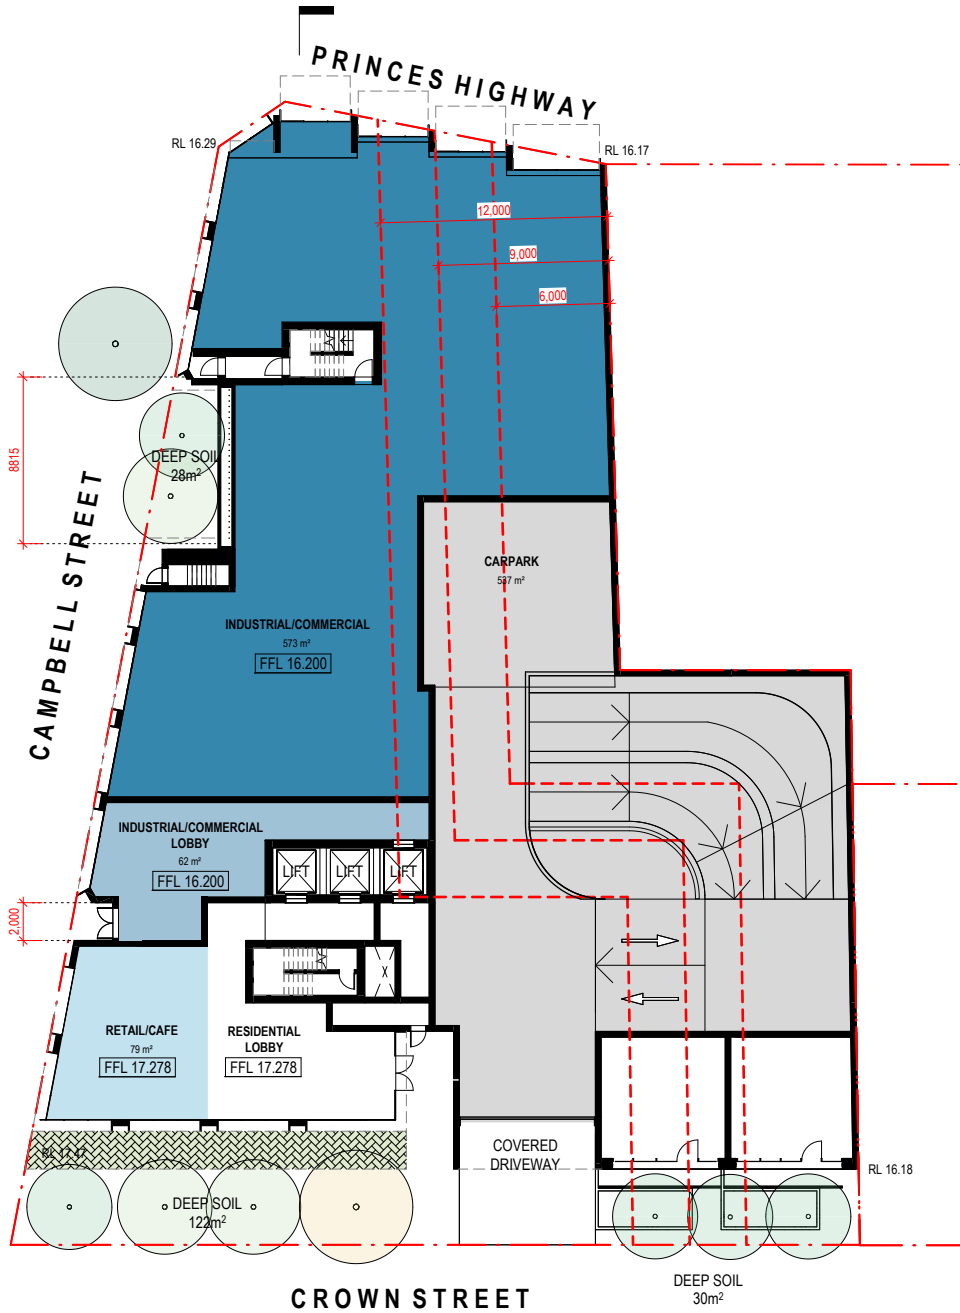 PRINCES HIGHWAY
RL 16.29
RL 16.17
12,000
9,000
6,000
8815
DEEP SOIL
28m²
CAMPBELL STREET
CARPARK
537 m²
INDUSTRIAL/COMMERCIAL
573 m²
FFL 16.200
INDUSTRIAL/COMMERCIAL
LOBBY
62 m²
FFL 16.200
LIFT
LIFT
LIFT
2,000
X
RETAIL/CAFE
79 m²
FFL 17.278
RESIDENTIAL
LOBBY
FFL 17.278
RL 17.47
COVERED
DRIVEWAY
RL 16.18
DEEP SOIL
122m²
DEEP SOIL
30m²
CROWN STREET